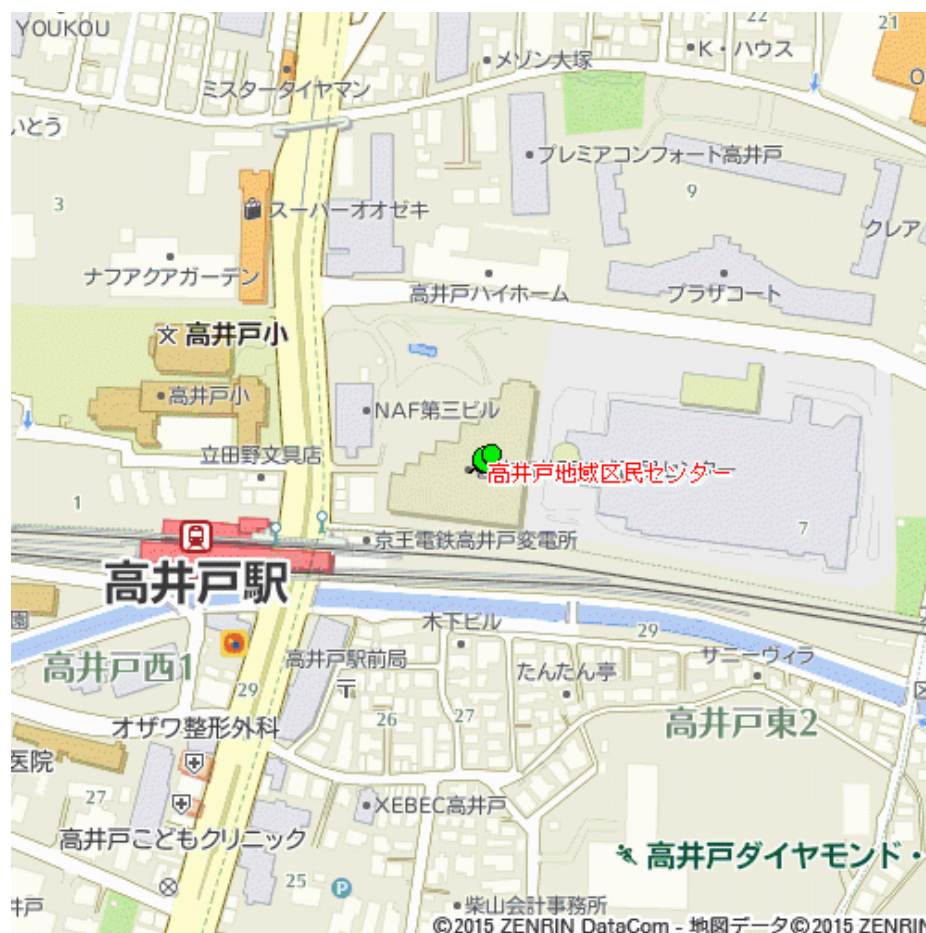 YOUKOU
22
21
K・ハウス
メゾン大塚
ミスタータイヤマン
いとう
プレミアコンフォート高井戸
9
3
スーパーオオゼキ
クレア
ナフアクアガーデン
高井戸ハイホーム
プラザコート
文 高井戸小
高井戸小
NAF第三ビル
立田野文具店
高井戸地域区民センター
1
7
京王電鉄高井戸変電所
高井戸駅
園
木下ビル
29
高井戸駅前局
サニーヴィラ
高井戸西1
たんたん亭
29
26
27
高井戸東2
オザワ整形外科
医院
27
XEBEC高井戸
高井戸こどもクリニック
高井戸ダイヤモンド・
25
P
井戸
柴山会計事務所
©2015 ZENRIN DataCom - 地図データ©2015 ZENRIN